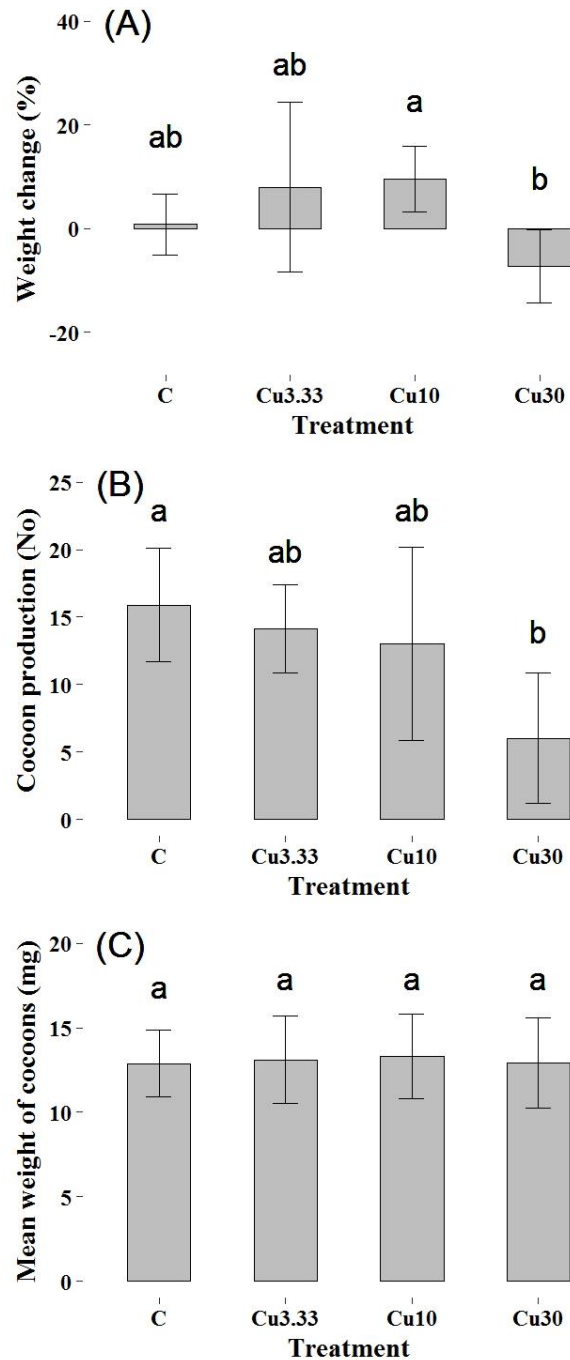 (A)
Weight change (%)
40
20
0
-20
ab
ab
a
b
C Cu3.33 Cu10 Cu30
Treatment
(B)
Cocoon production (No)
25
20
15
10
5
0
a
ab
ab
b
C Cu3.33 Cu10 Cu30
Treatment
(C)
Mean weight of cocoons (mg)
20
15
10
5
0
a
a
a
a
C Cu3.33 Cu10 Cu30
Treatment